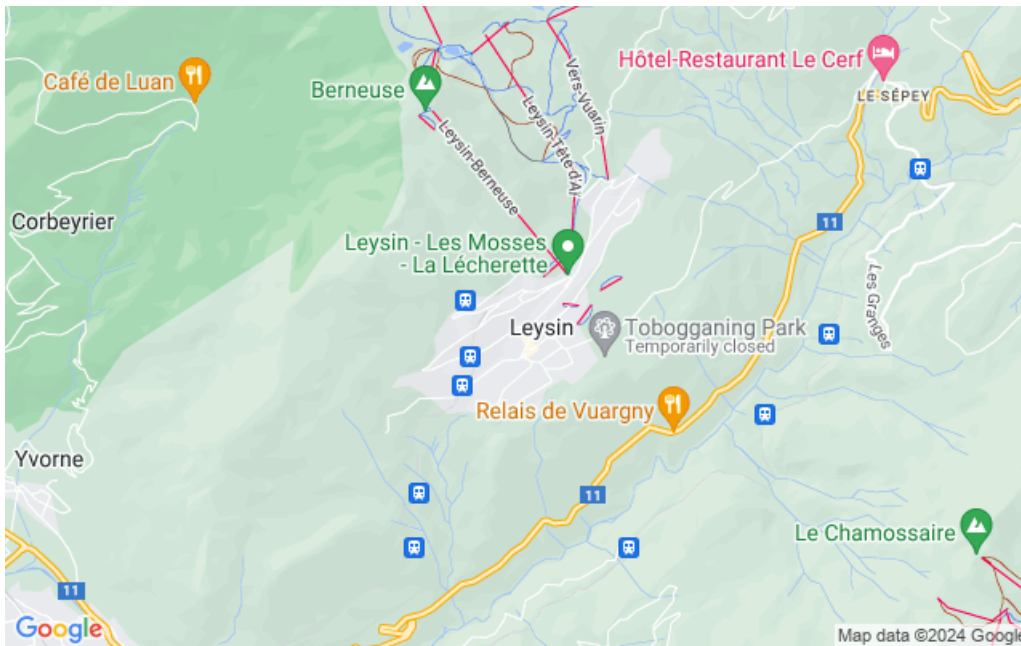 Café de Luan
Berneuse
Hôtel-Restaurant Le Cerf
LE SÉPEY
Vers-Vuarin
Leysin-Tête-d'Aï
Leysin-Berneuse
Corbeyrier
11
Leysin - Les Mosses
- La Lécherette
Les Granges
Leysin
Tobogganing Park
Temporarily closed
Relais de Vuargny
Yvorne
11
Le Chamossaire
11
Google
Map data ©2024 Google